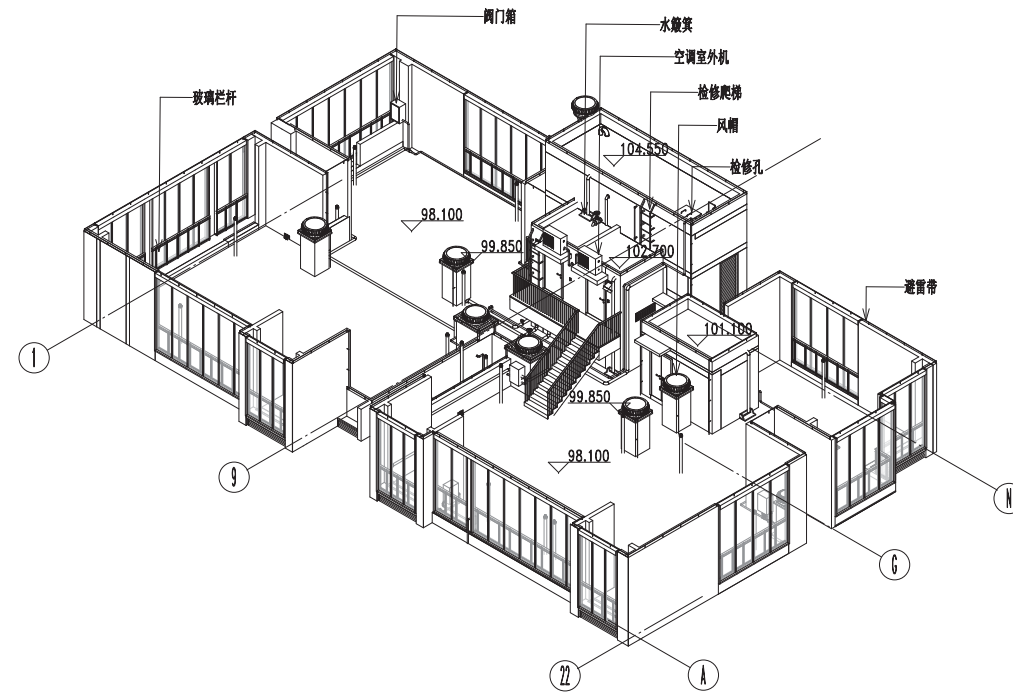 阀门箱
水簸箕
空调室外机
检修爬梯
玻璃栏杆
风帽
104.550
检修孔
98.100
99.850
102.700
避雷带
101.100
1
99.850
98.100
9
N
G
22
A